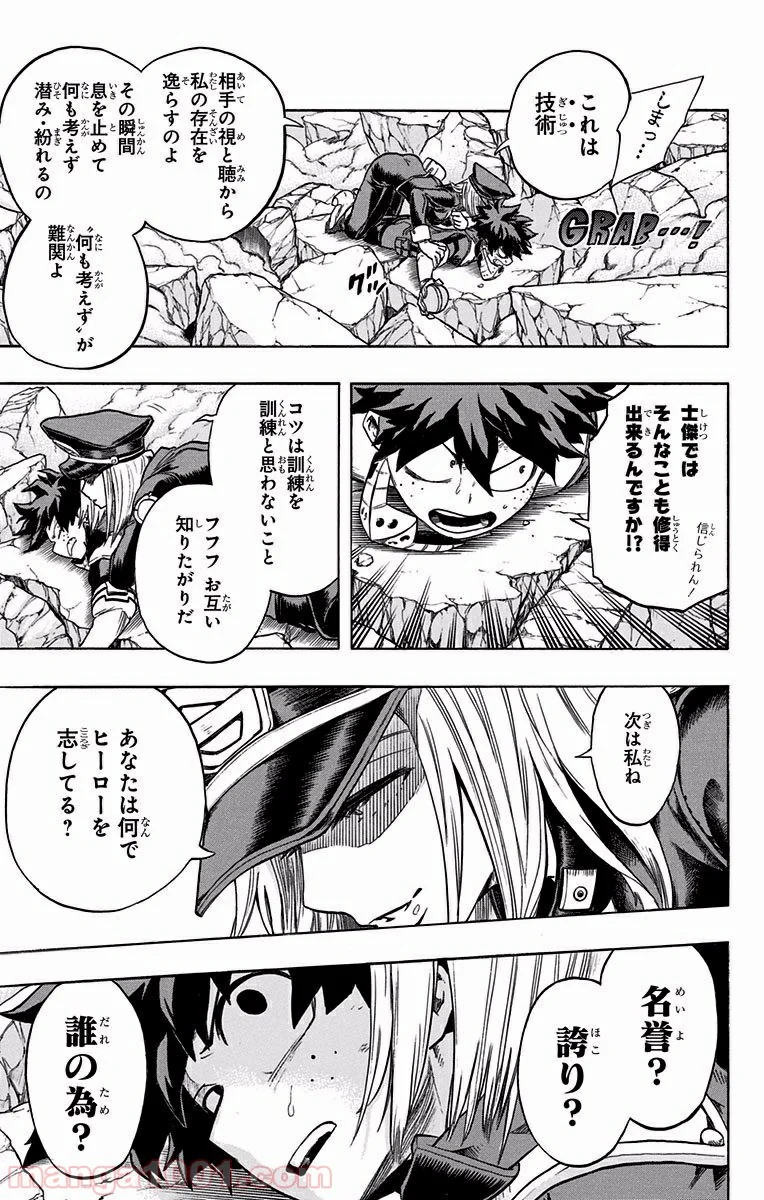 しまっ…
これは
技術
相手の視と聴から
私の存在を
逸らすのよ
その瞬間
息を止めて
何も考えず
潜み・紛れるの
〝何も考えず〟が
難関よ
GRAB…!
グッ
士傑では
そんなことも修得
出来るんですか!?
信じられん!
コツは訓練を
訓練と思わないこと
フフフ お互い
知りたがりだ
次は私ね
あなたは何で
ヒーローを
志してる?
名誉?
誇り?
誰の為?